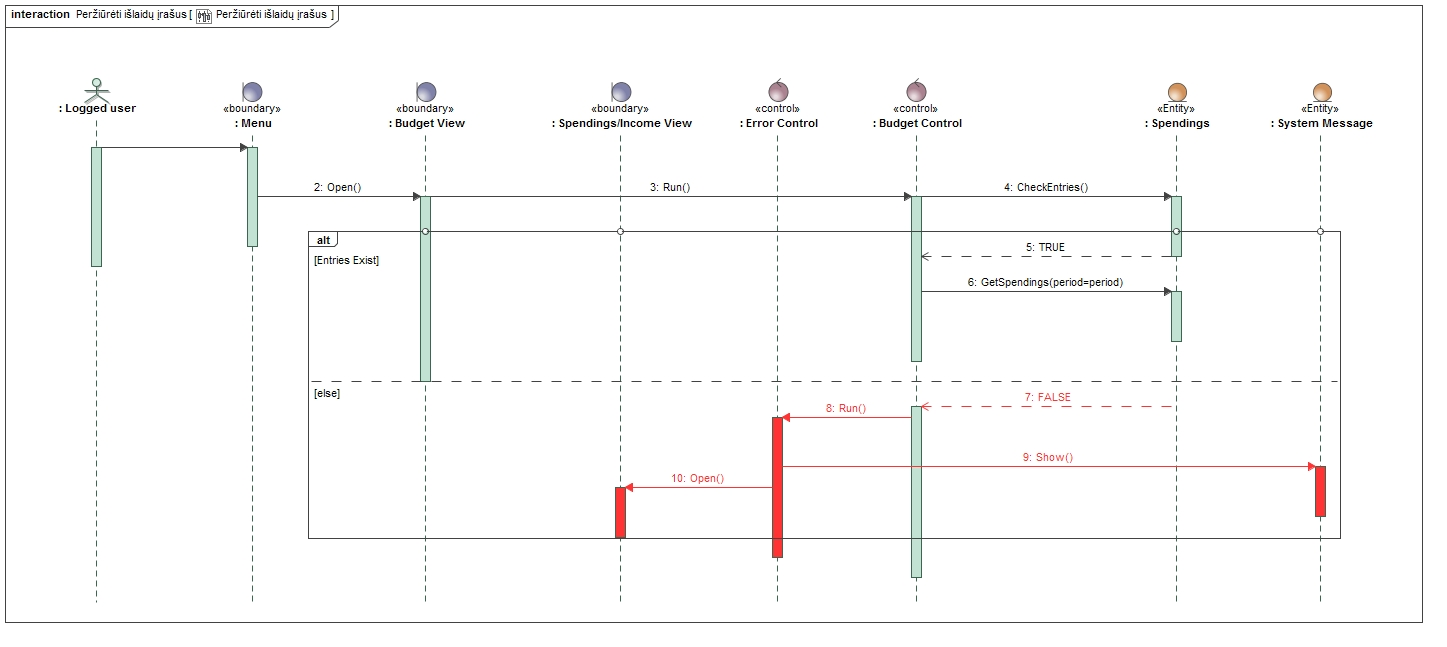 interaction Peržiūrėti išlaidų įrašus [ Peržiūrėti išlaidų įrašus ]
: Logged user
«boundary»
: Menu
«boundary»
: Budget View
«boundary»
: Spendings/Income View
«control»
: Error Control
«control»
: Budget Control
«Entity»
: Spendings
«Entity»
: System Message
2: Open()
3: Run()
4: CheckEntries()
alt
[Entries Exist]
5: TRUE
6: GetSpendings(period=period)
[else]
7: FALSE
8: Run()
9: Show()
10: Open()